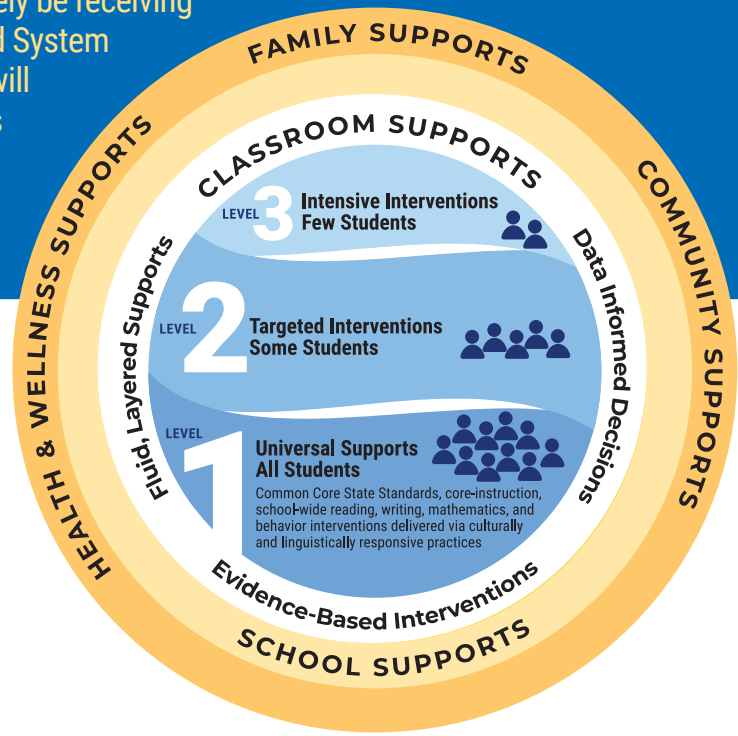 be receiving
System
FAMILY SUPPORTS
COMMUNITY SUPPORTS
HEALTH & WELLNESS SUPPORTS
CLASSROOM SUPPORTS
Fluid, Layered Supports
Data Informed Decisions
LEVEL 3
Intensive Interventions
Few Students
LEVEL 2
Targeted Interventions
Some Students
LEVEL 1
Universal Supports
All Students
Common Core State Standards, core-instruction,
school-wide reading, writing, mathematics, and
behavior interventions delivered via culturally
and linguistically responsive practices
Evidence-Based Interventions
SCHOOL SUPPORTS